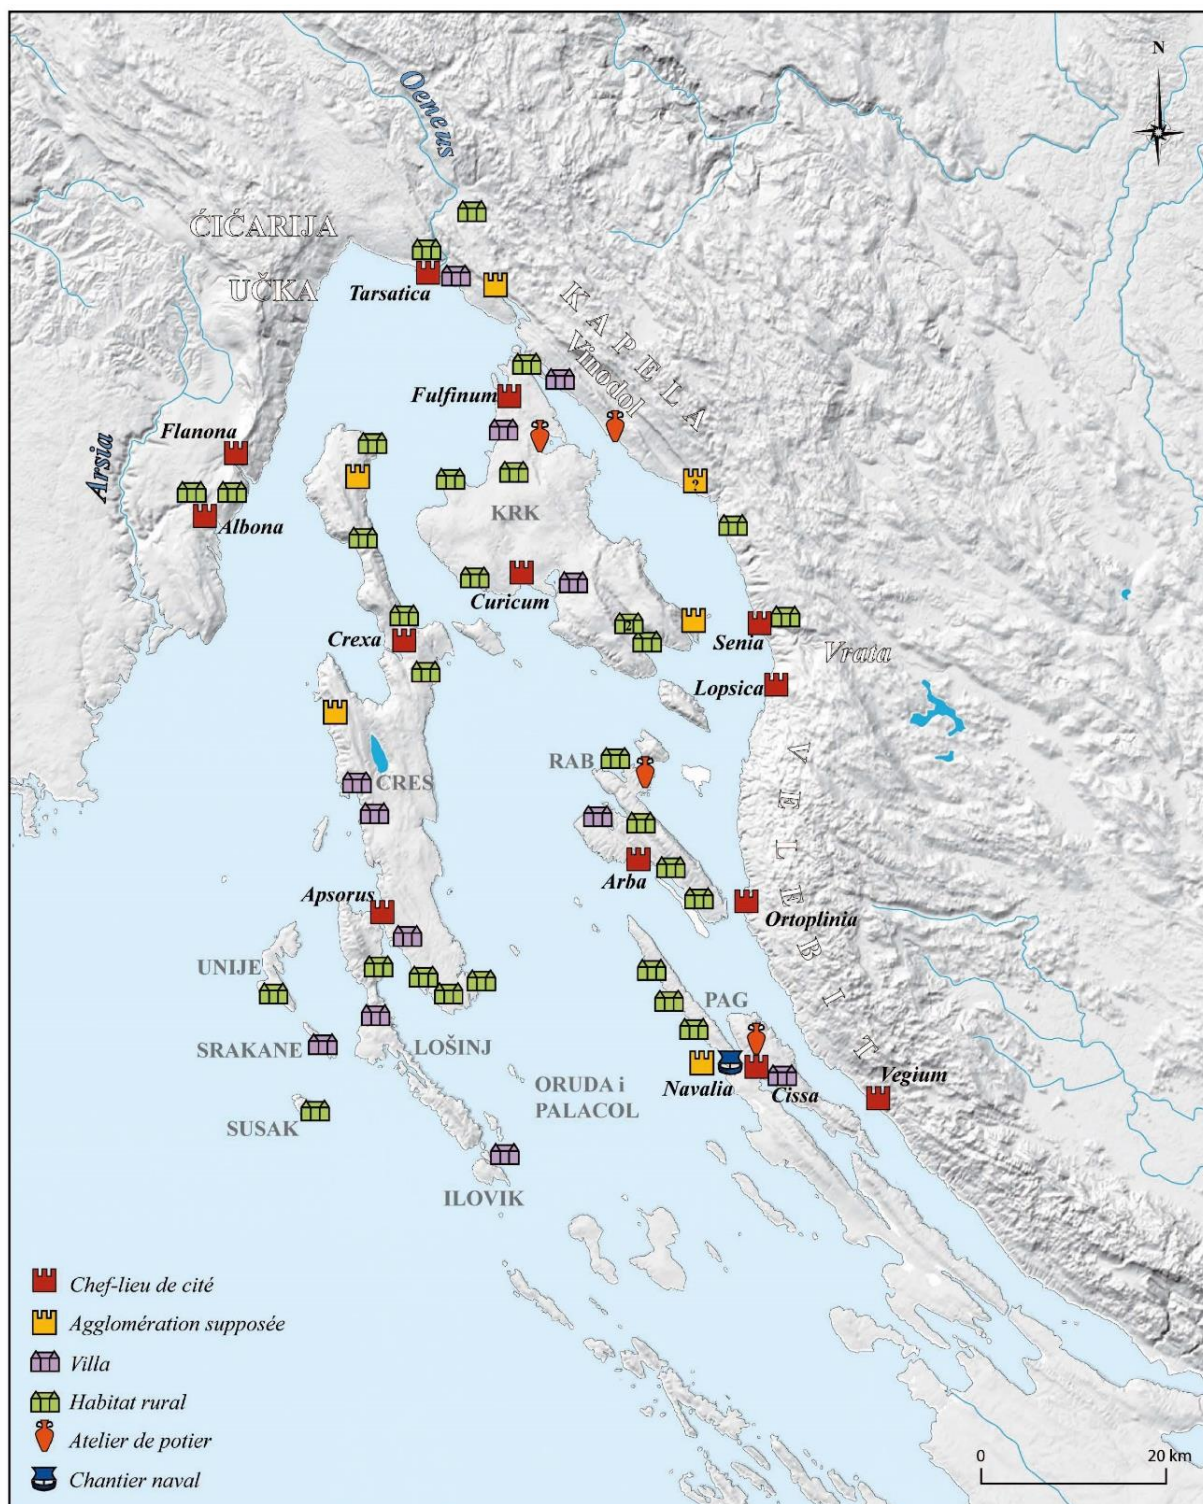 N
Oeneus
ĆIĆARIJA
UČKA
Tarsatica
KAPELA
Vinodol
Fulfinum
Flanona
Arsia
Albona
?
KRK
Curicum
2
Crexa
Senia
Vrata
Lopsica
RAB
CRES
VELEBIT
Arba
Apsorus
Ortoplinia
UNIJE
PAG
SRAKANE
LOŠINJ
ORUDA i
PALACOL
Navalia
Cissa
Vegium
SUSAK
ILOVIK
Chef-lieu de cité
Agglomération supposée
Villa
Habitat rural
Atelier de potier
Chantier naval
0
20 km